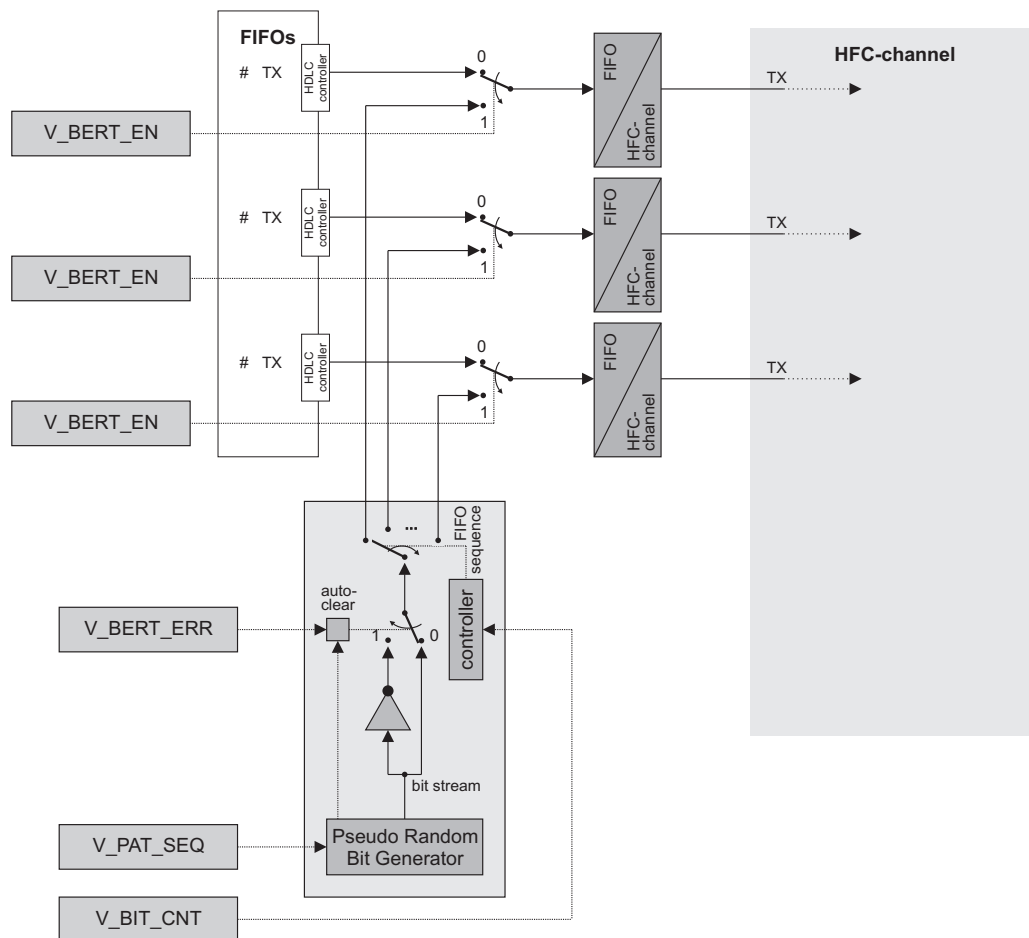 FIFOs
HFC-channel
# TX
HDLC
controller
0
1
FIFO
HFC-
channel
TX
V_BERT_EN
# TX
HDLC
controller
0
1
FIFO
HFC-
channel
TX
V_BERT_EN
# TX
HDLC
controller
0
1
FIFO
HFC-
channel
TX
V_BERT_EN
...
FIFO
sequence
auto-
clear
V_BERT_ERR
1
0
controller
bit stream
V_PAT_SEQ
Pseudo Random
Bit Generator
V_BIT_CNT